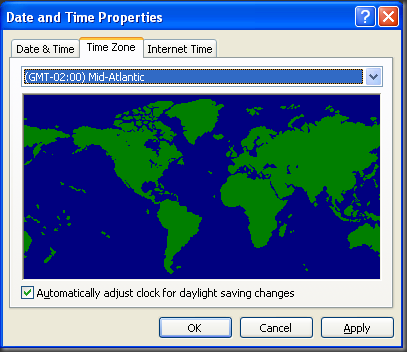 Date and Time Properties
Date & Time
Time Zone
Internet Time
(GMT-02:00) Mid-Atlantic
Automatically adjust clock for daylight saving changes
OK
Cancel
Apply